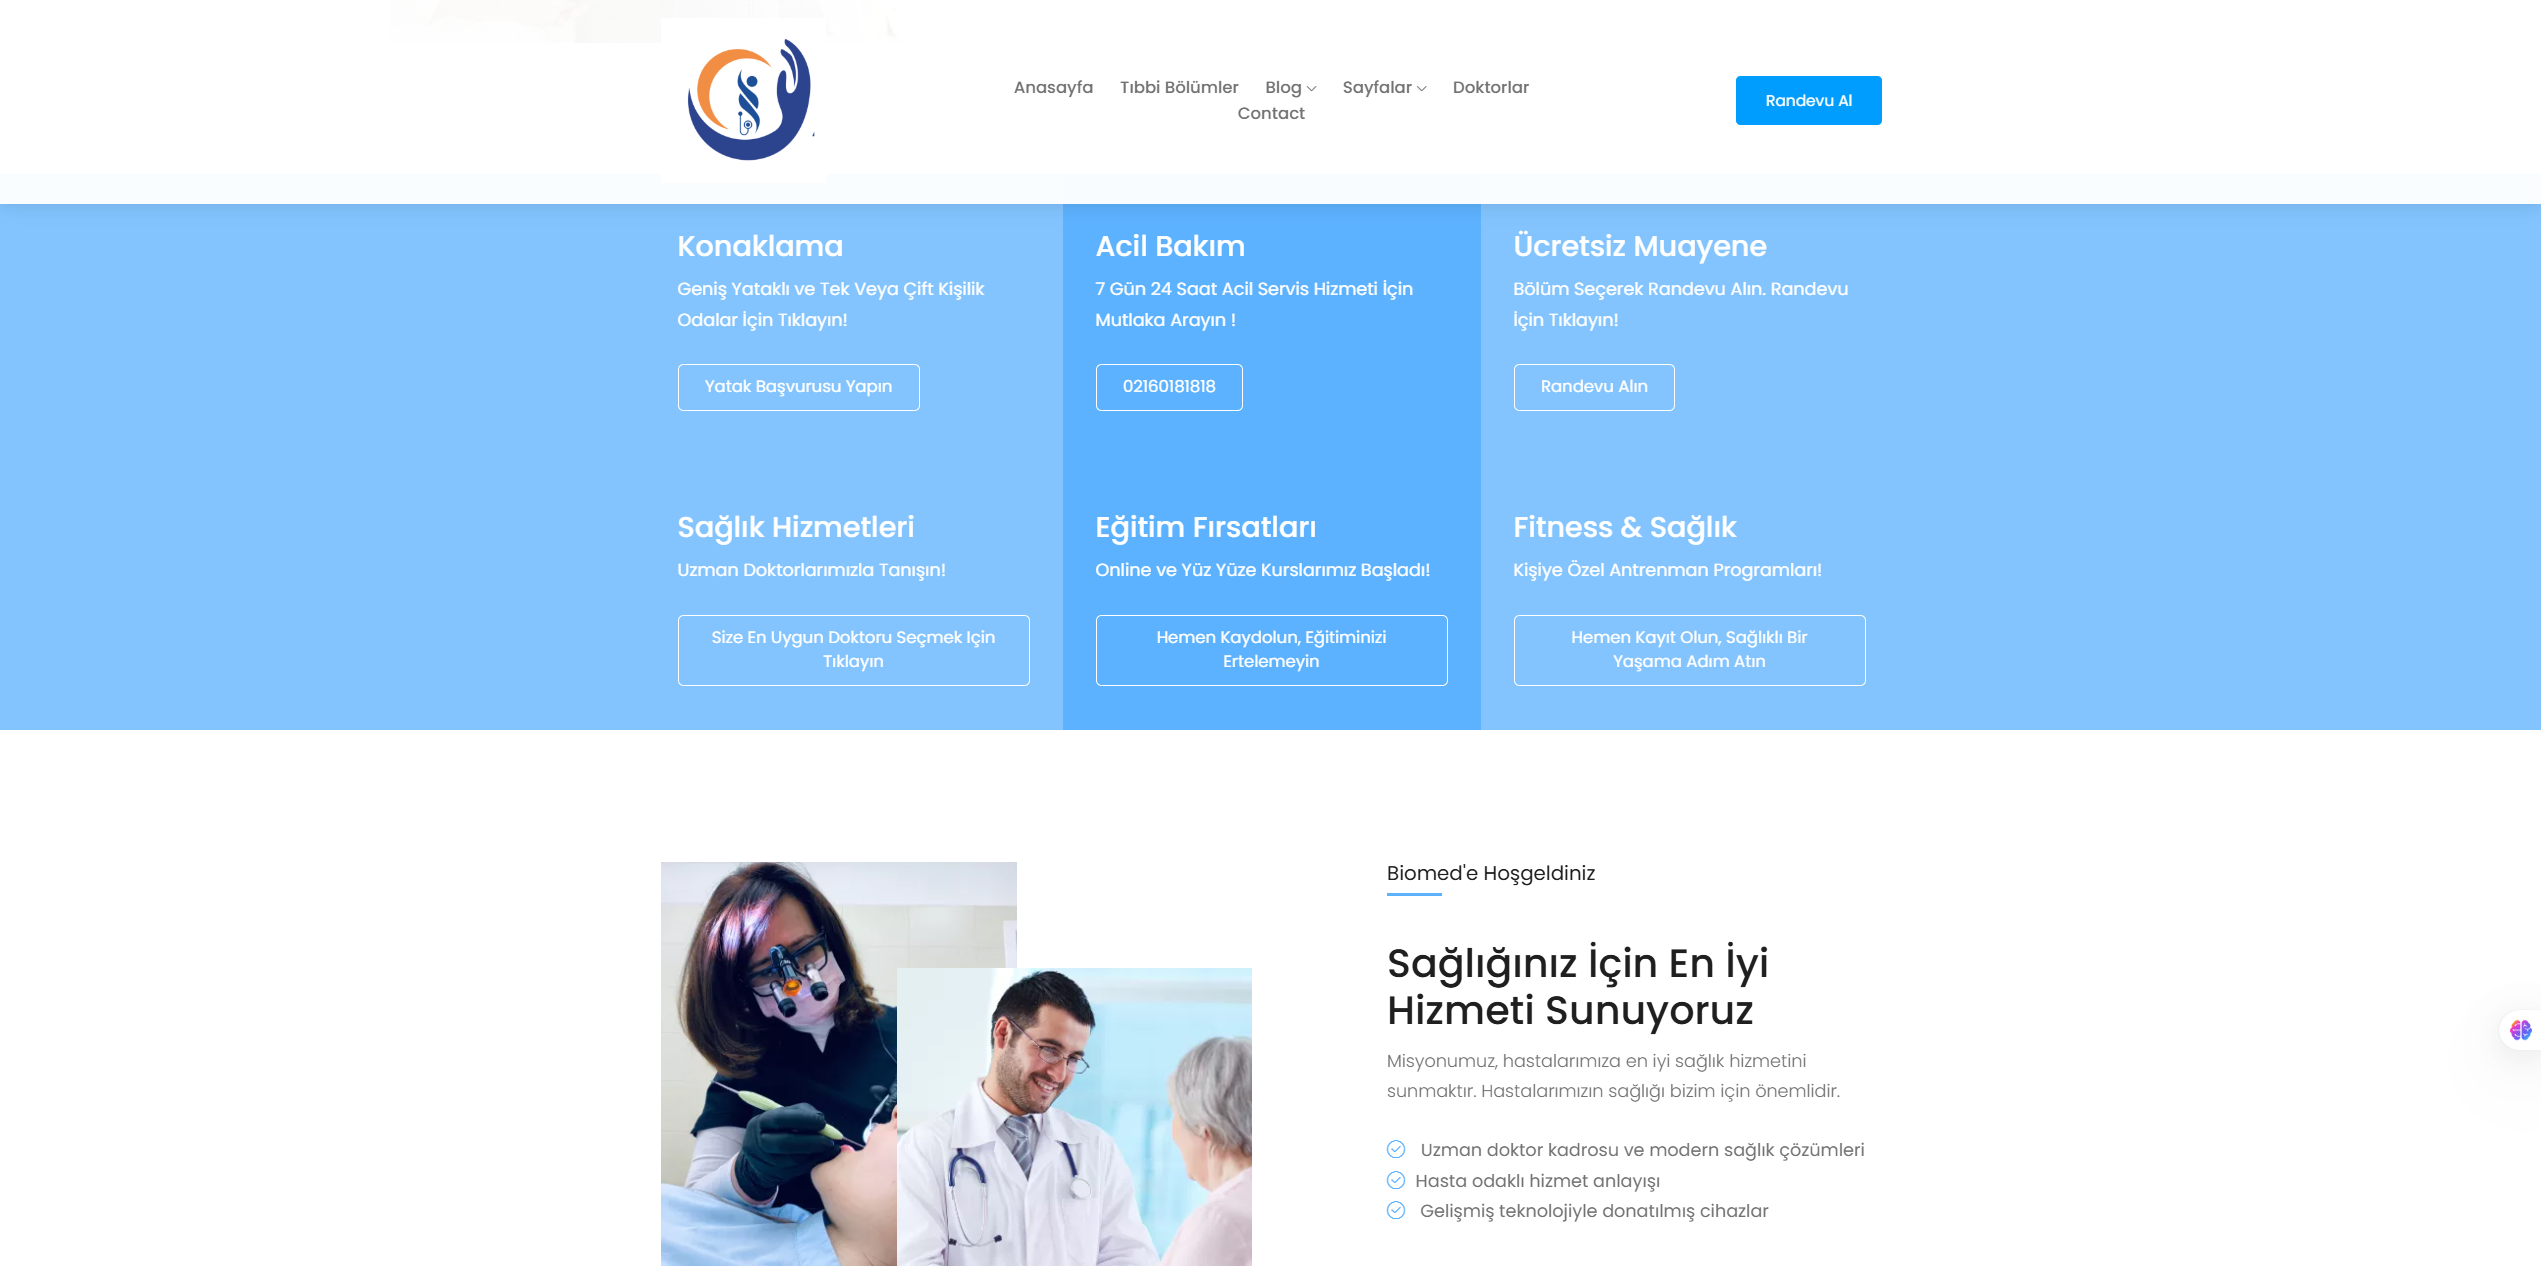 Anasayfa Tıbbi Bölümler Blog Sayfalar Doktorlar
Contact
Randevu Al
Konaklama
Geniş Yataklı ve Tek Veya Çift Kişilik
Odalar İçin Tıklayın!
Yatak Başvurusu Yapın
Acil Bakım
7 Gün 24 Saat Acil Servis Hizmeti İçin
Mutlaka Arayın !
02160181818
Ücretsiz Muayene
Bölüm Seçerek Randevu Alın. Randevu
İçin Tıklayın!
Randevu Alın
Sağlık Hizmetleri
Uzman Doktorlarımızla Tanışın!
Size En Uygun Doktoru Seçmek Için
Tıklayın
Eğitim Fırsatları
Online ve Yüz Yüze Kurslarımız Başladı!
Hemen Kaydolun, Eğitiminizi
Ertelemeyin
Fitness & Sağlık
Kişiye Özel Antrenman Programları!
Hemen Kayıt Olun, Sağlıklı Bir
Yaşama Adım Atın
Biomed'e Hoşgeldiniz
Sağlığınız İçin En İyi
Hizmeti Sunuyoruz
Misyonumuz, hastalarımıza en iyi sağlık hizmetini
sunmaktır. Hastalarımızın sağlığı bizim için önemlidir.
Uzman doktor kadrosu ve modern sağlık çözümleri
Hasta odaklı hizmet anlayışı
Gelişmiş teknolojiyle donatılmış cihazlar